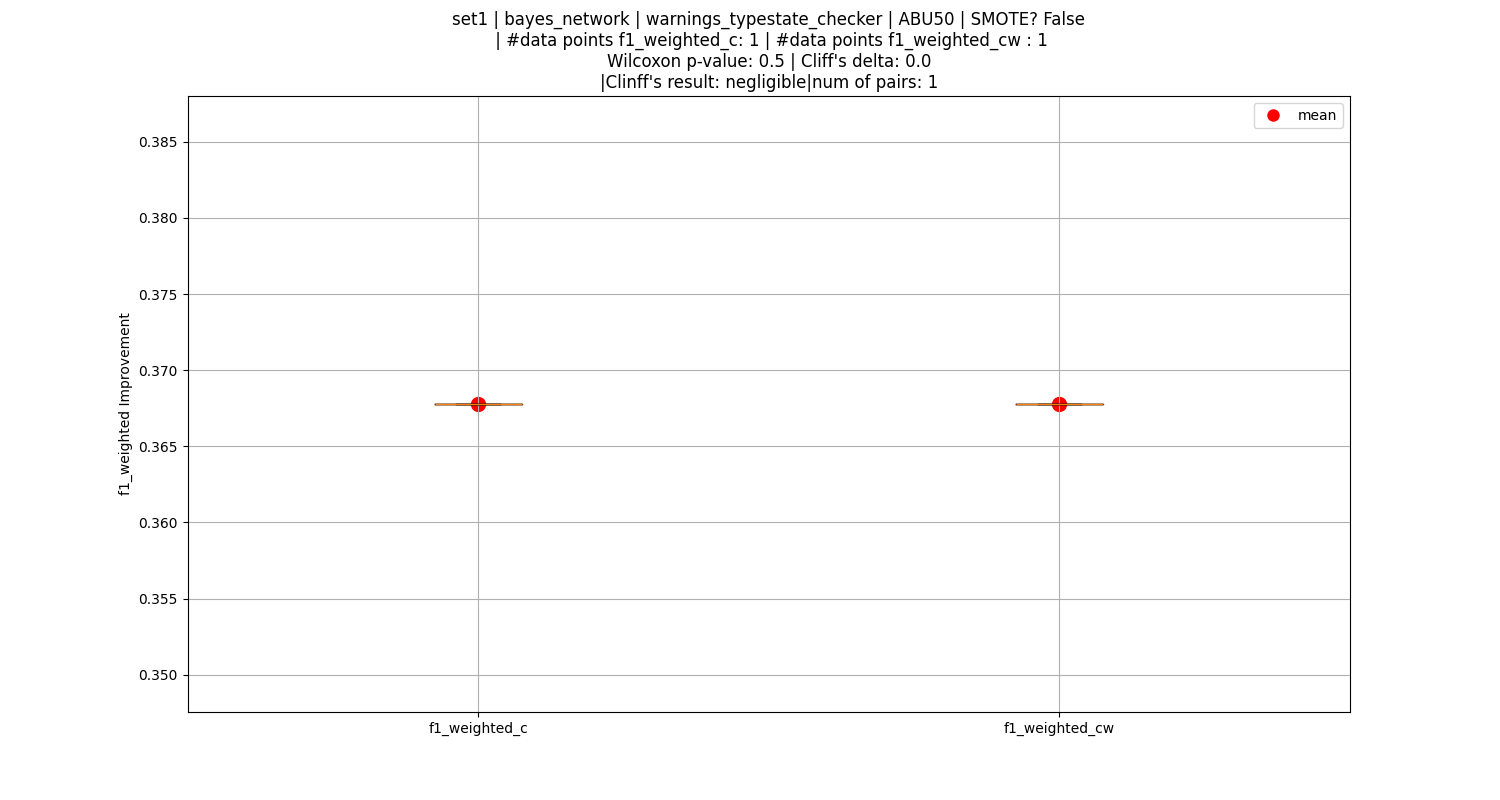 set1 | bayes_network | warnings_typestate_checker | ABU50 | SMOTE? False
| #data points f1_weighted_c: 1 | #data points f1_weighted_cw : 1
Wilcoxon p-value: 0.5 | Cliff's delta: 0.0
|Clinff's result: negligible|num of pairs: 1
mean
0.385
0.380
0.375
0.370
0.365
0.360
0.355
0.350
f1_weighted Improvement
f1_weighted_c
f1_weighted_cw